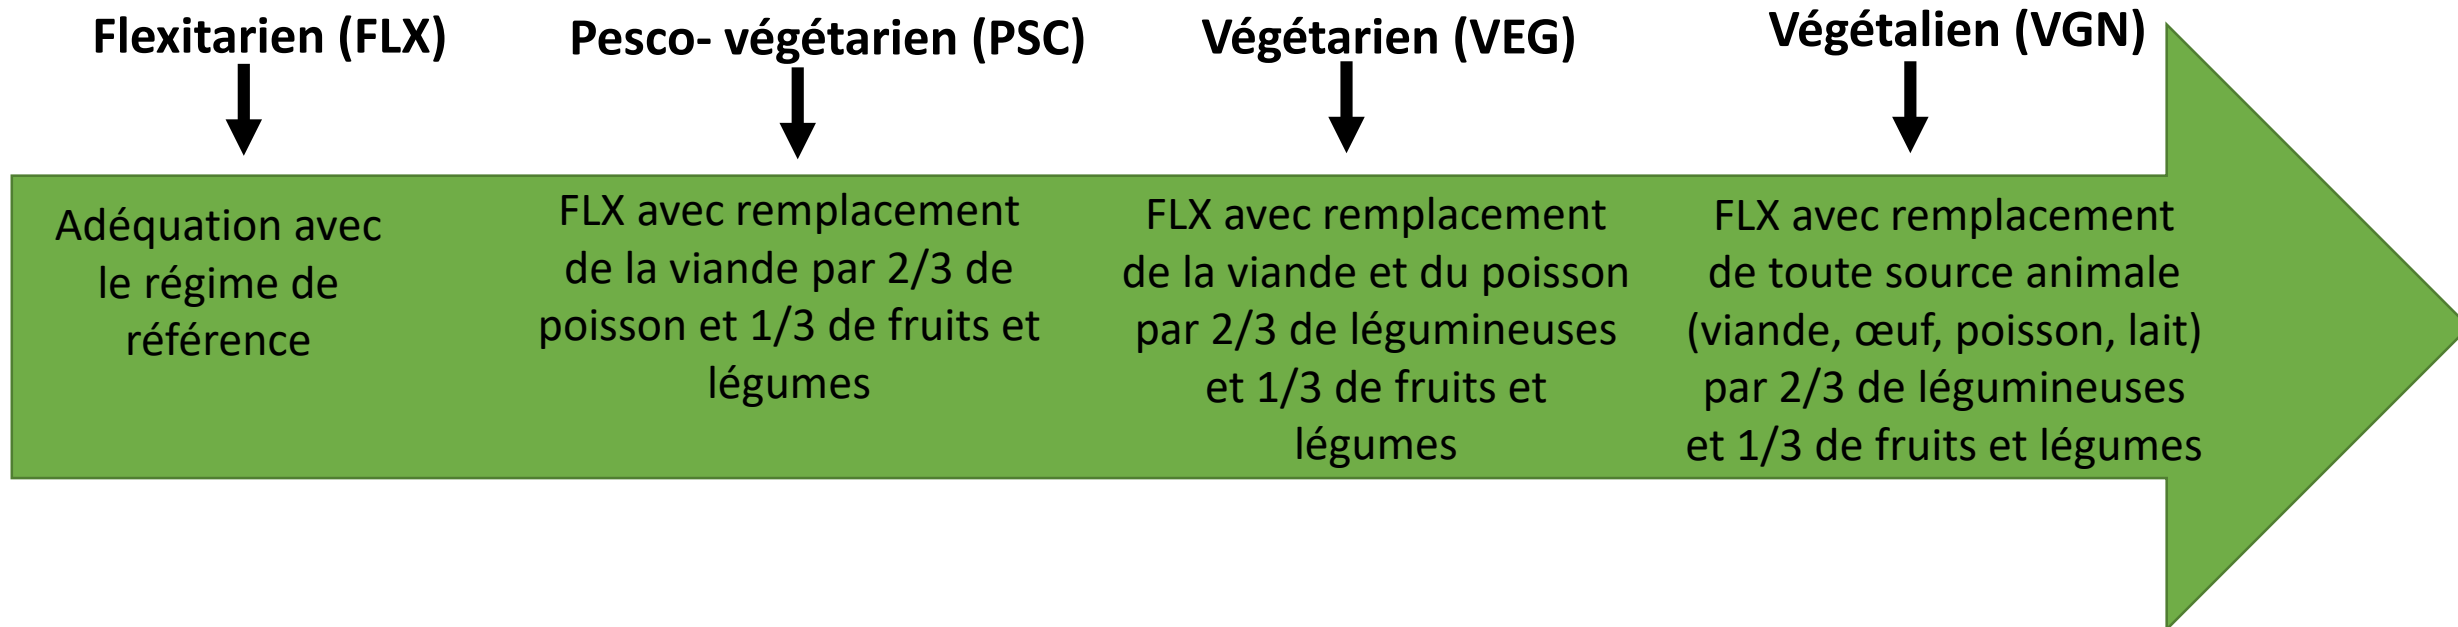 Flexitarien (FLX)
Pesco- végétarien (PSC)
Végétarien (VEG)
Végétalien (VGN)
Adéquation avec
le régime de
référence
FLX avec remplacement
de la viande par 2/3 de
poisson et 1/3 de fruits et
légumes
FLX avec remplacement
de la viande et du poisson
par 2/3 de légumineuses
et 1/3 de fruits et
légumes
FLX avec remplacement
de toute source animale
(viande, œuf, poisson, lait)
par 2/3 de légumineuses
et 1/3 de fruits et légumes